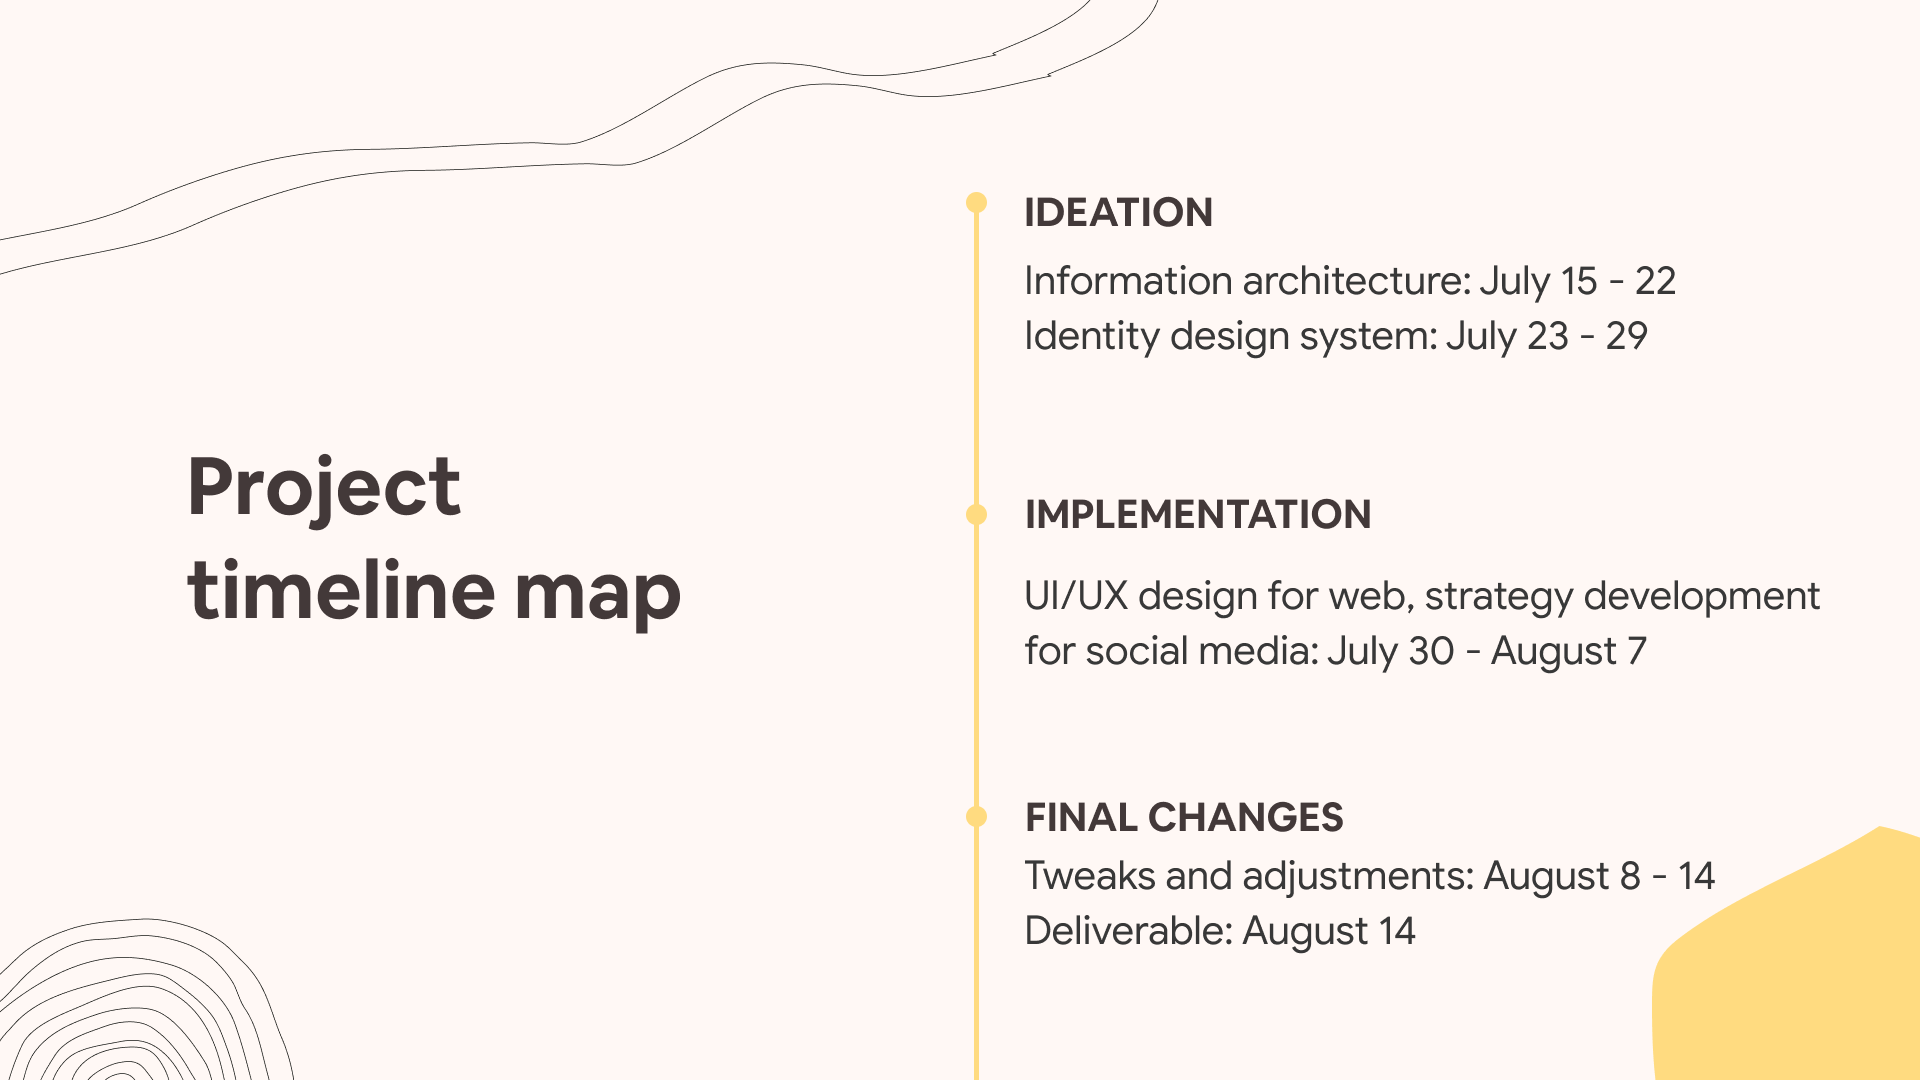 Project
timeline map
IDEATION
Information architecture: July 15 - 22
Identity design system: July 23 - 29
IMPLEMENTATION
UI/UX design for web, strategy development
for social media: July 30 - August 7
FINAL CHANGES
Tweaks and adjustments: August 8 - 14
Deliverable: August 14